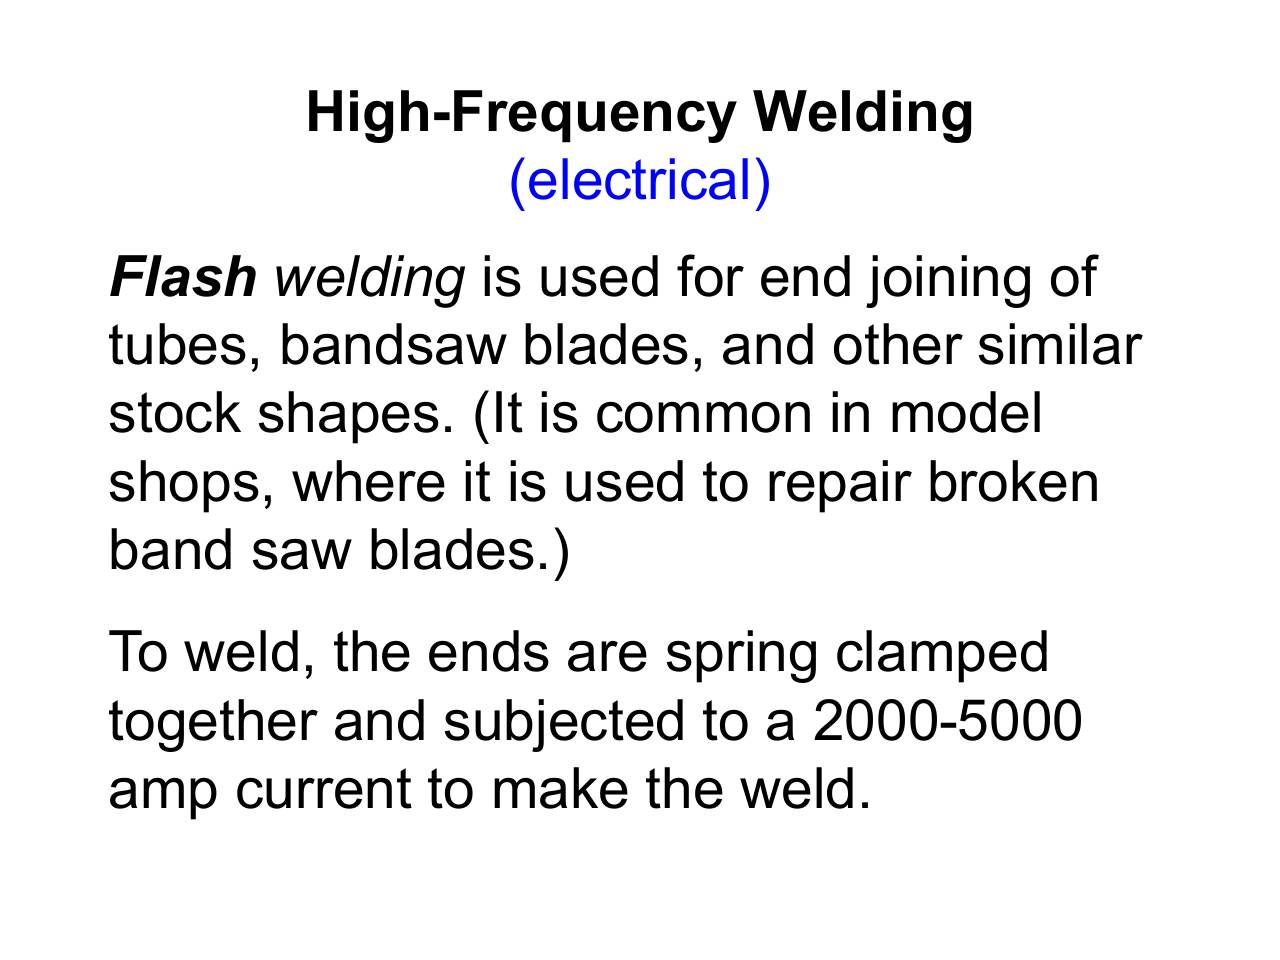 High-Frequency Welding
(electrical)
Flash welding is used for end joining of
tubes, bandsaw blades, and other similar
stock shapes. (It is common in model
shops, where it is used to repair broken
band saw blades.)
To weld, the ends are spring clamped
together and subjected to a 2000-5000
amp current to make the weld.